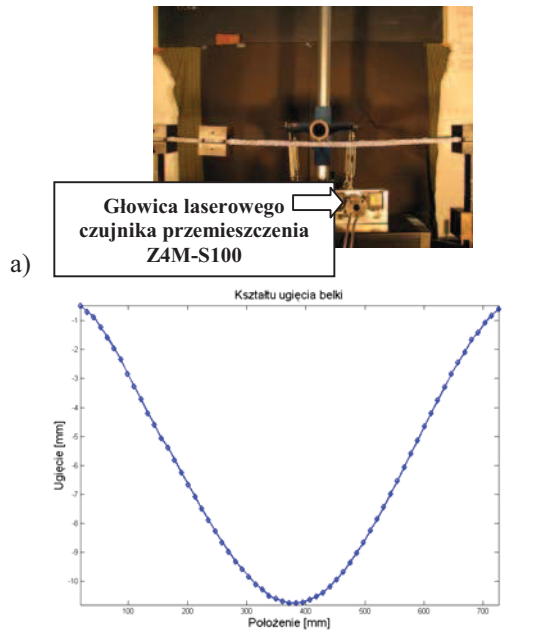 Głowica laserowego
czujnika przemieszczenia
Z4M-S100
a)
Kształtu ugięcia belki
-1
-2
-3
-4
-5
-6
-7
-8
-9
-10
Ugięcie [mm]
100 200 300 400 500 600 700
Położenie [mm]